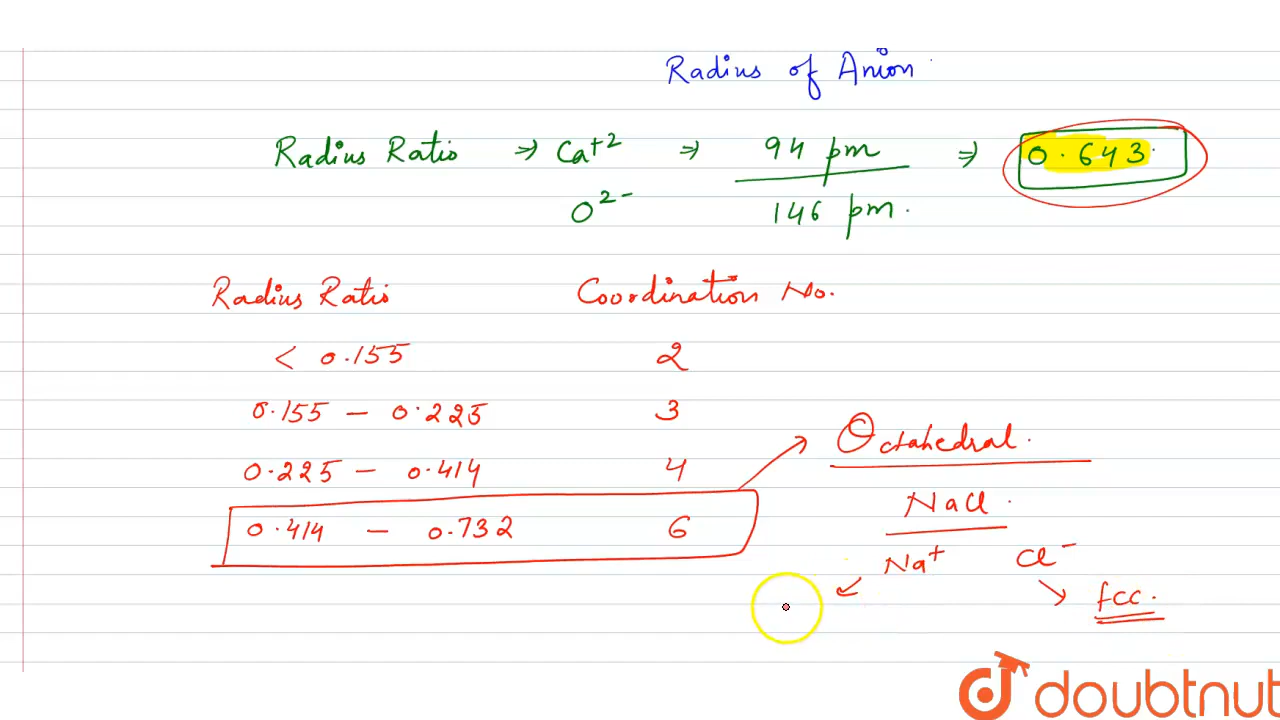 Radius of Anion
Radius Ratio ⇒ Ca+2 ⇒ 94 pm ⇒ 0.643
O2- 146 pm.
Radius Ratio Coordination No.
< 0.155 2
0.155 - 0.225 3
0.225 - 0.414 4
Octahedral.
0.414 - 0.732 6
NaCl.
Na+ Cl-
fcc.
doubtnut